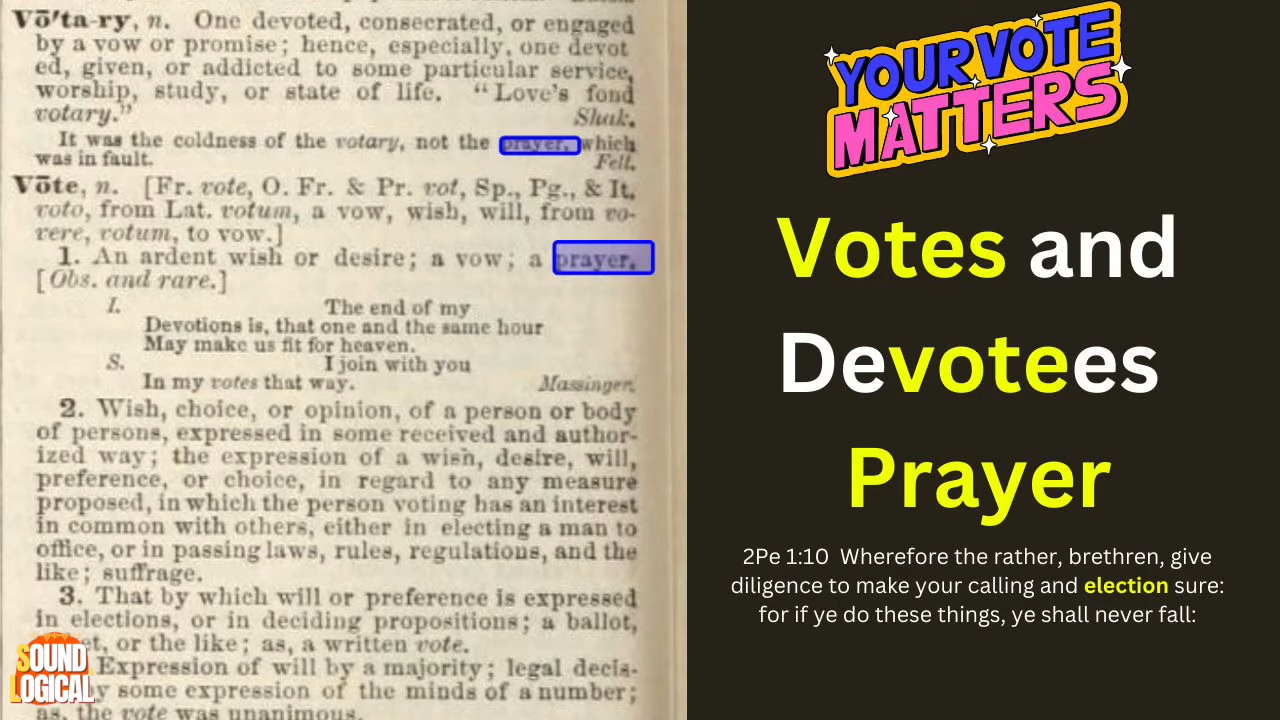 Vō′ta-ry, n. One devoted, consecrated, or engaged
by a vow or promise; hence, especially, one devot
ed, given, or addicted to some particular service,
worship, study, or state of life. “Love's fond
votary.” Shak.
It was the coldness of the votary, not the prayer, which
was in fault. Fell.
Vōte, n. [Fr. vote, O. Fr. & Pr. vot, Sp., Pg., & It.
voto, from Lat. votum, a vow, wish, will, from vo-
vere, votum, to vow.]
1. An ardent wish or desire; a vow; a prayer.
[Obs. and rare.]
I. The end of my
Devotions is, that one and the same hour
May make us fit for heaven.
S. I join with you
In my votes that way. Massinger.
2. Wish, choice, or opinion, of a person or body
of persons, expressed in some received and author-
ized way; the expression of a wish, desire, will,
preference, or choice, in regard to any measure
proposed, in which the person voting has an interest
in common with others, either in electing a man to
office, or in passing laws, rules, regulations, and the
like; suffrage.
3. That by which will or preference is expressed
in elections, or in deciding propositions; a ballot,
et, or the like; as, a written vote.
Expression of will by a majority; legal decis-
y some expression of the minds of a number;
as, the vote was unanimous.
SOUND
LOGICAL
YOUR VOTE
MATTERS
Votes and
Devotees
Prayer
2Pe 1:10 Wherefore the rather, brethren, give
diligence to make your calling and election sure:
for if ye do these things, ye shall never fall: